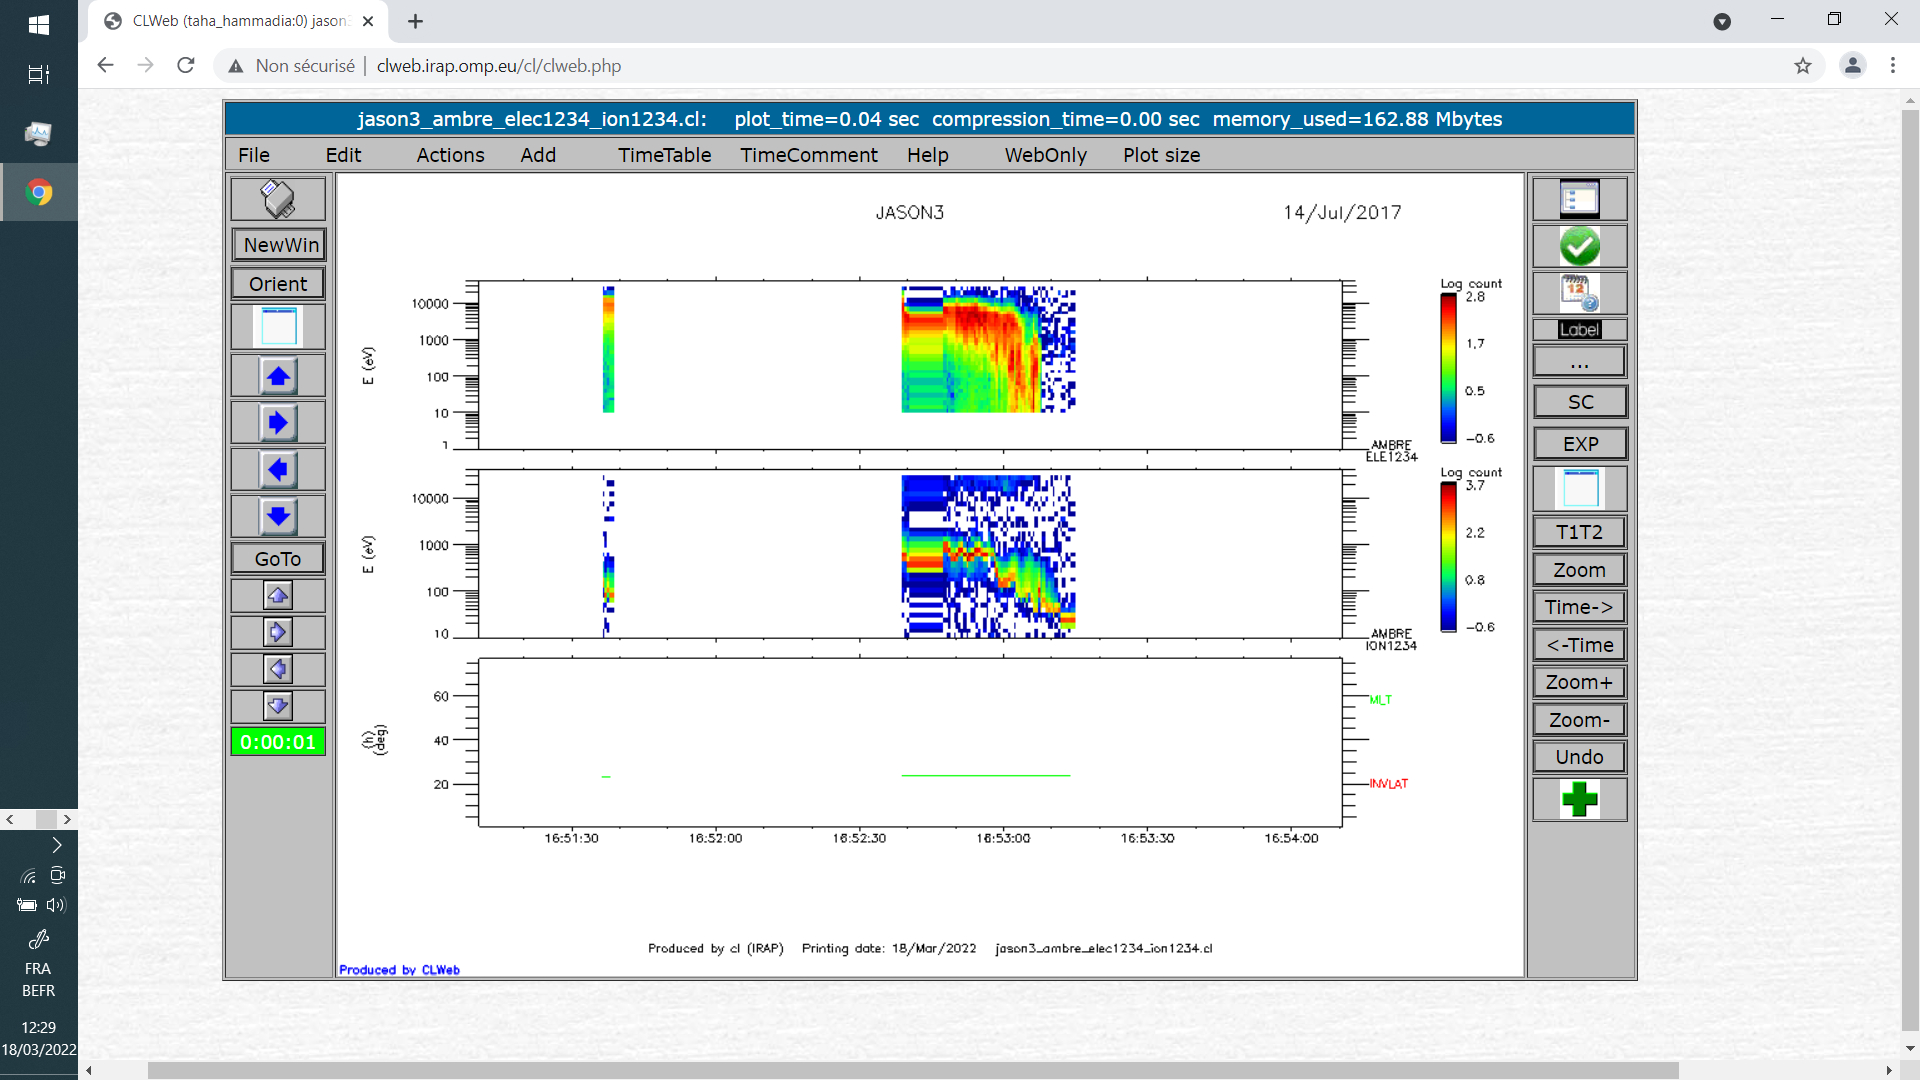 CLWeb (taha_hammadia:0) jason3
Non sécurisé | clweb.irap.omp.eu/cl/clweb.php
jason3_ambre_elec1234_ion1234.cl: plot_time=0.04 sec compression_time=0.00 sec memory_used=162.88 Mbytes
File Edit Actions Add TimeTable TimeComment Help WebOnly Plot size
NewWin
Orient
GoTo
0:00:01
JASON3 14/Jul/2017
Log count
2.8
1.7
0.5
-0.6
10000
1000
100
10
1
E (eV)
AMBRE
ELE1234
Log count
3.7
2.2
0.8
-0.6
10000
1000
100
10
E (eV)
AMBRE
ION1234
60
40
20
(h)
(deg)
MLT
INVLAT
16:51:30 16:52:00 16:52:30 16:53:00 16:53:30 16:54:00
Produced by cl (IRAP) Printing date: 18/Mar/2022 jason3_ambre_elec1234_ion1234.cl
Produced by CLWeb
12
Label
...
SC
EXP
T1T2
Zoom
Time->
<-Time
Zoom+
Zoom-
Undo
FRA
BEFR
12:29
18/03/2022